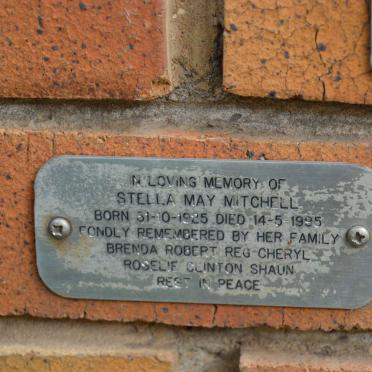 IN LOVING MEMORY OF
STELLA MAY MITCHELL
BORN 31-10-1925 DIED 14-5-1995
FONDLY REMEMBERED BY HER FAMILY
BRENDA ROBERT REG CHERYL
ROSELIE CLINTON SHAUN
REST IN PEACE